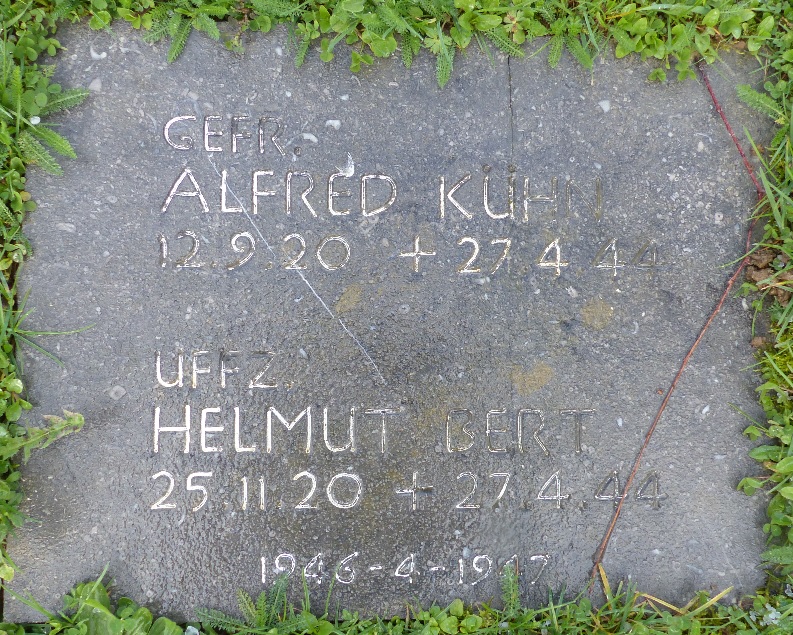 GEFR.
ALFRED KÜHN
12.9.20 + 27.4.44
UFFZ.
HELMUT BERT
25.11.20 + 27.4.44
1946-4-1947